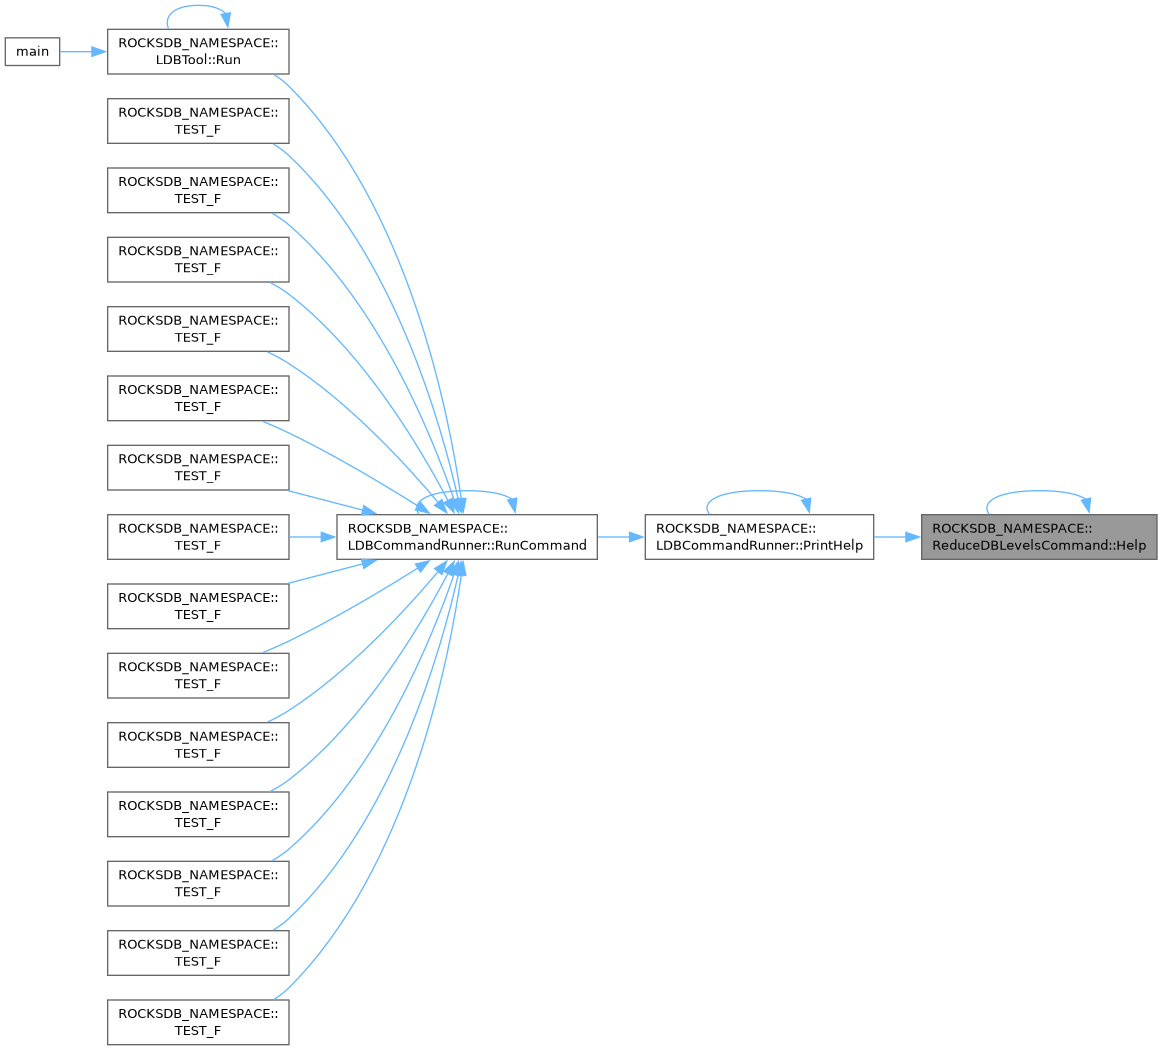 main
ROCKSDB_NAMESPACE::
LDBTool::Run
ROCKSDB_NAMESPACE::
TEST_F
ROCKSDB_NAMESPACE::
TEST_F
ROCKSDB_NAMESPACE::
TEST_F
ROCKSDB_NAMESPACE::
TEST_F
ROCKSDB_NAMESPACE::
TEST_F
ROCKSDB_NAMESPACE::
TEST_F
ROCKSDB_NAMESPACE::
TEST_F
ROCKSDB_NAMESPACE::
TEST_F
ROCKSDB_NAMESPACE::
TEST_F
ROCKSDB_NAMESPACE::
TEST_F
ROCKSDB_NAMESPACE::
TEST_F
ROCKSDB_NAMESPACE::
TEST_F
ROCKSDB_NAMESPACE::
TEST_F
ROCKSDB_NAMESPACE::
TEST_F
ROCKSDB_NAMESPACE::
LDBCommandRunner::RunCommand
ROCKSDB_NAMESPACE::
LDBCommandRunner::PrintHelp
ROCKSDB_NAMESPACE::
ReduceDBLevelsCommand::Help